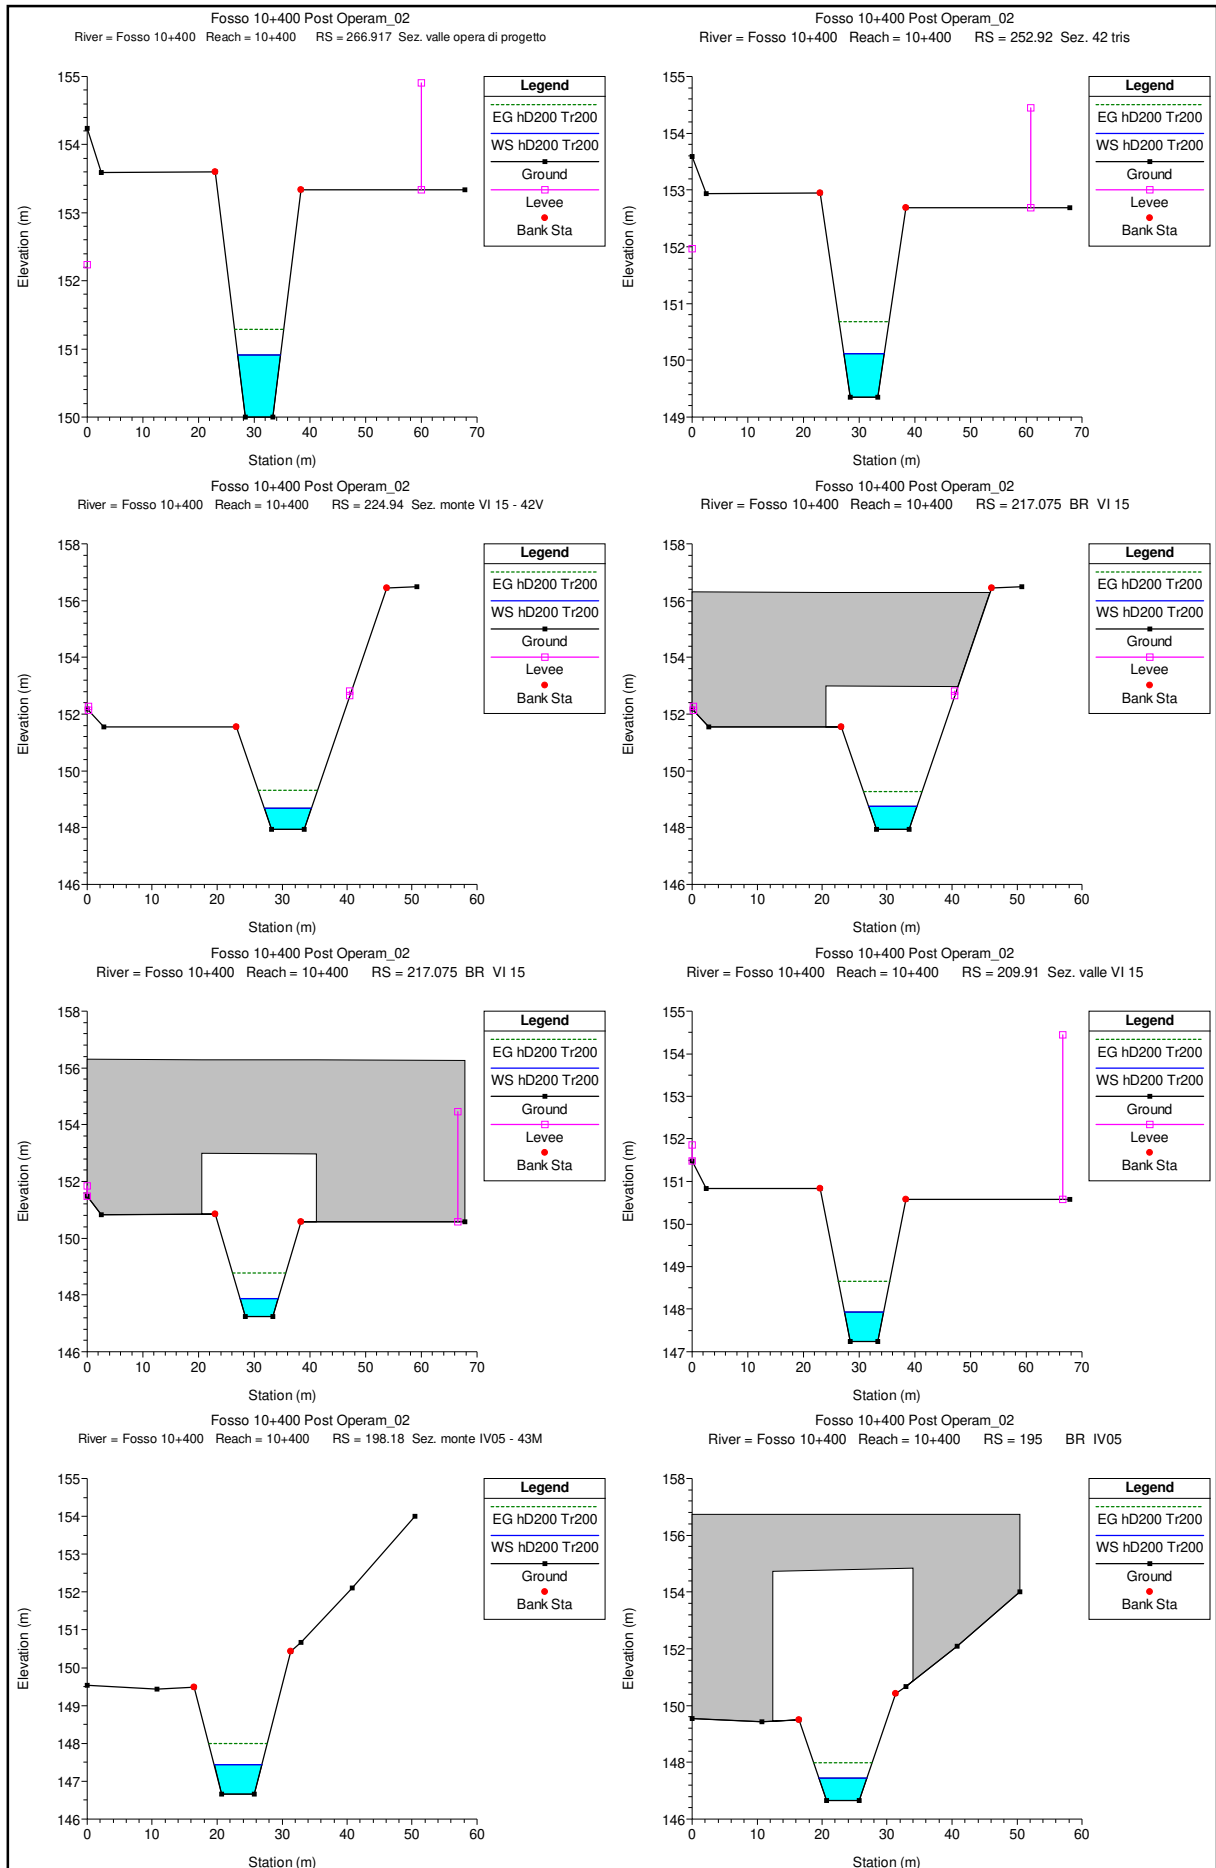 Fosso 10+400 Post Operam_02
River = Fosso 10+400 Reach = 10+400 RS = 266.917 Sez. valle opera di progetto
155
154
153
152
151
150
0 10 20 30 40 50 60 70
Station (m)
Elevation (m)
Legend
EG hD200 Tr200
WS hD200 Tr200
Ground
Levee
Bank Sta
Fosso 10+400 Post Operam_02
River = Fosso 10+400 Reach = 10+400 RS = 252.92 Sez. 42 tris
155
154
153
152
151
150
149
0 10 20 30 40 50 60 70
Station (m)
Elevation (m)
Legend
EG hD200 Tr200
WS hD200 Tr200
Ground
Levee
Bank Sta
Fosso 10+400 Post Operam_02
River = Fosso 10+400 Reach = 10+400 RS = 224.94 Sez. monte VI 15 - 42V
158
156
154
152
150
148
146
0 10 20 30 40 50 60
Station (m)
Elevation (m)
Legend
EG hD200 Tr200
WS hD200 Tr200
Ground
Levee
Bank Sta
Fosso 10+400 Post Operam_02
River = Fosso 10+400 Reach = 10+400 RS = 217.075 BR VI 15
158
156
154
152
150
148
146
0 10 20 30 40 50 60
Station (m)
Elevation (m)
Legend
EG hD200 Tr200
WS hD200 Tr200
Ground
Levee
Bank Sta
Fosso 10+400 Post Operam_02
River = Fosso 10+400 Reach = 10+400 RS = 217.075 BR VI 15
158
156
154
152
150
148
146
0 10 20 30 40 50 60 70
Station (m)
Elevation (m)
Legend
EG hD200 Tr200
WS hD200 Tr200
Ground
Levee
Bank Sta
Fosso 10+400 Post Operam_02
River = Fosso 10+400 Reach = 10+400 RS = 209.91 Sez. valle VI 15
155
154
153
152
151
150
149
148
147
0 10 20 30 40 50 60 70
Station (m)
Elevation (m)
Legend
EG hD200 Tr200
WS hD200 Tr200
Ground
Levee
Bank Sta
Fosso 10+400 Post Operam_02
River = Fosso 10+400 Reach = 10+400 RS = 198.18 Sez. monte IV05 - 43M
155
154
153
152
151
150
149
148
147
146
0 10 20 30 40 50 60
Station (m)
Elevation (m)
Legend
EG hD200 Tr200
WS hD200 Tr200
Ground
Bank Sta
Fosso 10+400 Post Operam_02
River = Fosso 10+400 Reach = 10+400 RS = 195 BR IV05
158
156
154
152
150
148
146
0 10 20 30 40 50 60
Station (m)
Elevation (m)
Legend
EG hD200 Tr200
WS hD200 Tr200
Ground
Bank Sta